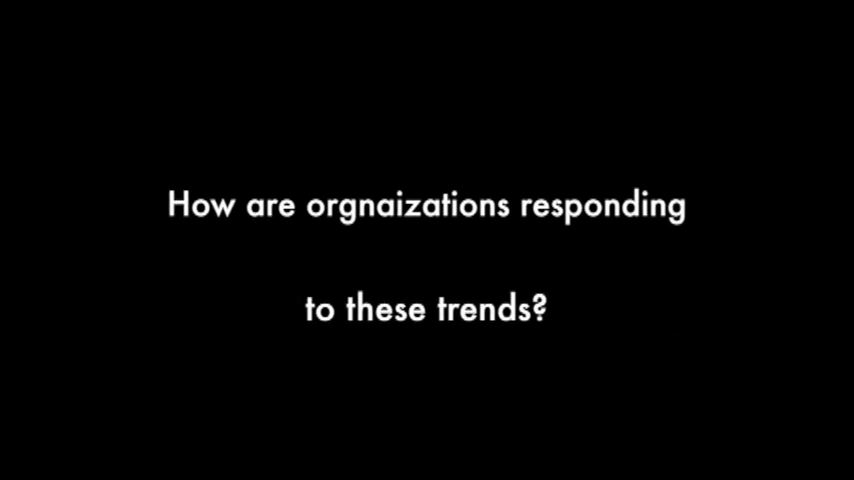 How are orgnaizations responding
to these trends?